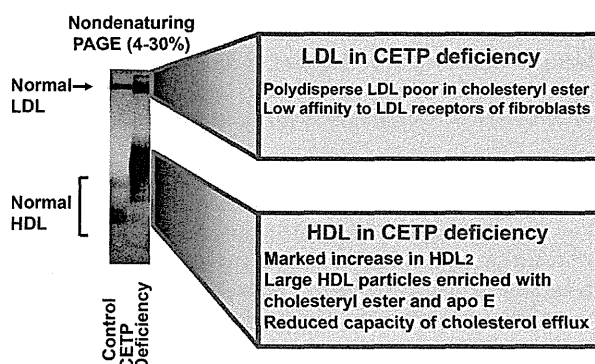 Nondenaturing
PAGE (4-30%)
Normal→
LDL
Normal
HDL
Control
CETP
Deficiency
LDL in CETP deficiency
Polydisperse LDL poor in cholesteryl ester
Low affinity to LDL receptors of fibroblasts
HDL in CETP deficiency
Marked increase in HDL₂
Large HDL particles enriched with
cholesteryl ester and apo E
Reduced capacity of cholesterol efflux